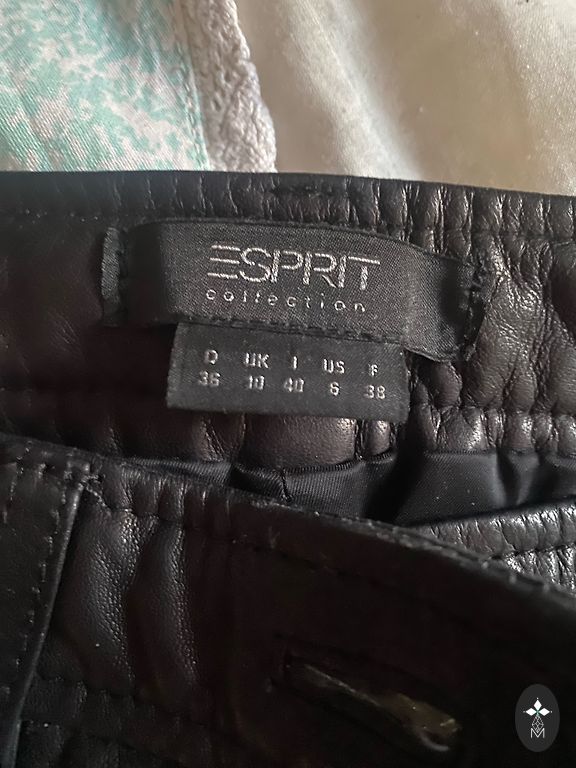 ESPRIT
collection
D UK I US F
36 10 40 6 38
M